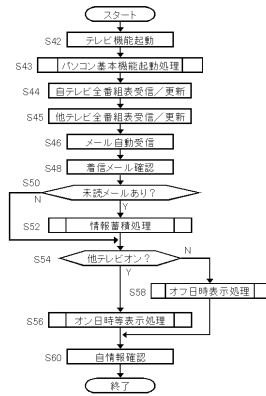 スタート
S42 テレビ機能起動
S43 パソコン基本機能起動処理
S44 自テレビ全番組表受信／更新
S45 他テレビ全番組表受信／更新
S46 メール自動受信
S48 着信メール確認
S50 未読メールあり？
N
Y
S52 情報蓄積処理
S54 他テレビオン？
N
Y
S58 オフ日時表示処理
S56 オン日時等表示処理
S60 自情報確認
終了